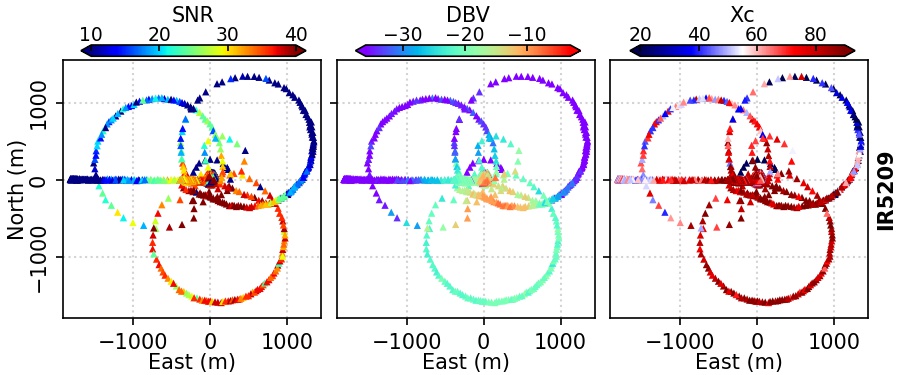 SNR
10 20 30 40
DBV
−30 −20 −10
Xc
20 40 60 80
North (m)
1000
0
−1000
−1000 0 1000
East (m)
−1000 0 1000
East (m)
−1000 0 1000
East (m)
IR5209